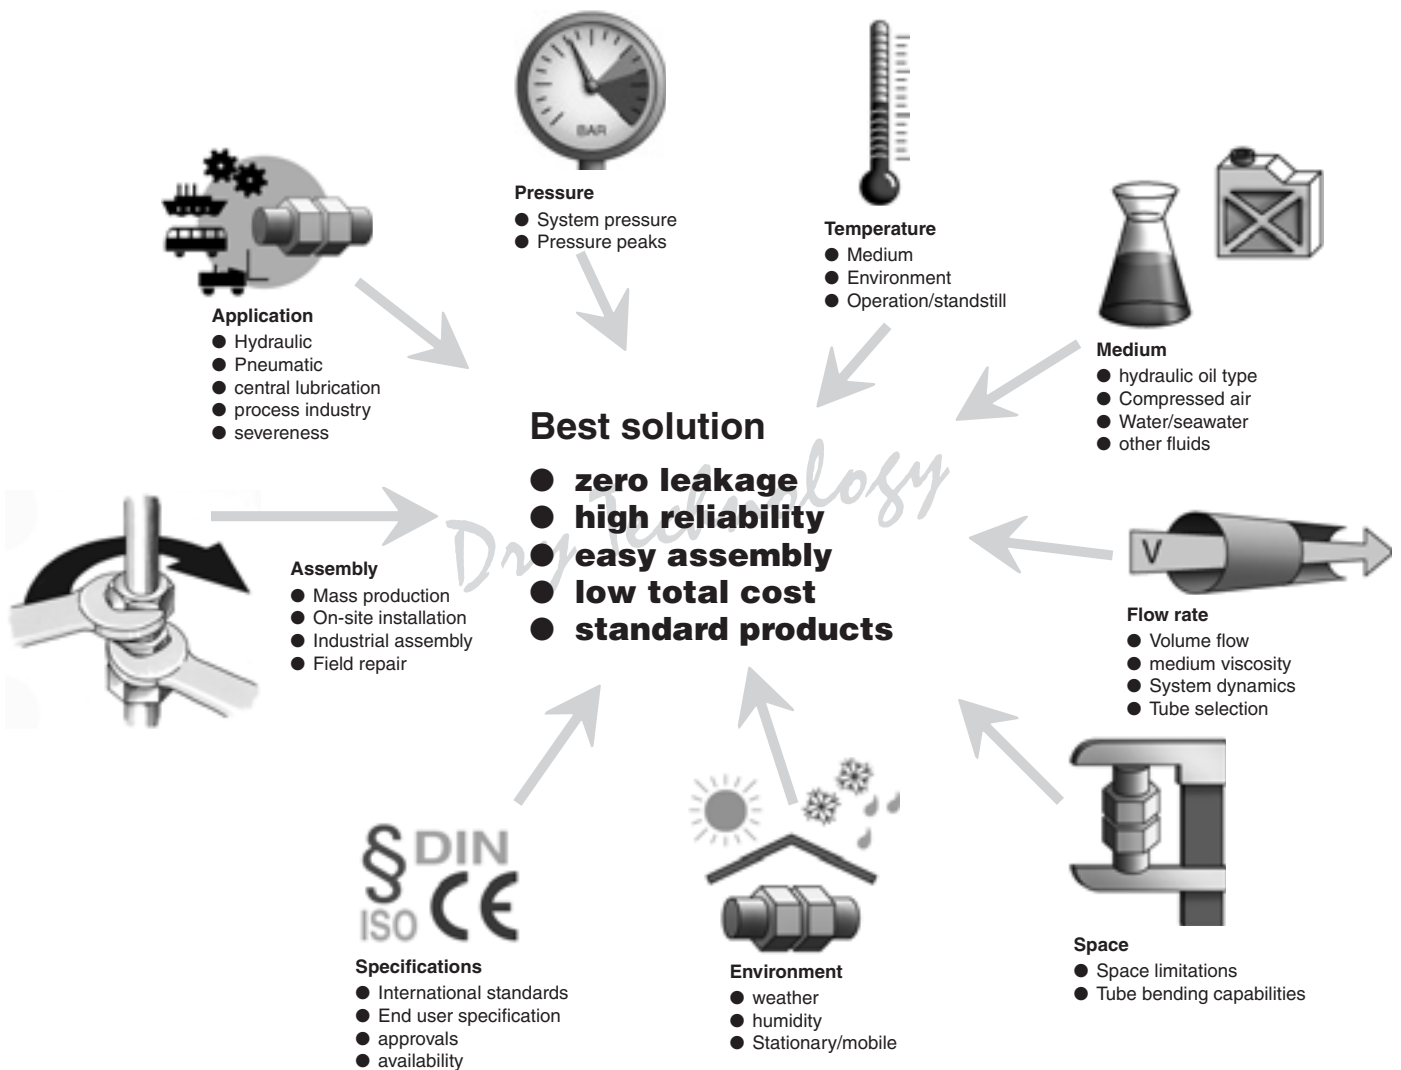 BAR
Pressure
● System pressure
● Pressure peaks
Temperature
● Medium
● Environment
● Operation/standstill
Application
● Hydraulic
● Pneumatic
● central lubrication
● process industry
● severeness
Medium
● hydraulic oil type
● Compressed air
● Water/seawater
● other fluids
Best solution
● zero leakage
● high reliability
● easy assembly
● low total cost
● standard products
Dry Technology
Assembly
● Mass production
● On-site installation
● Industrial assembly
● Field repair
V
Flow rate
● Volume flow
● medium viscosity
● System dynamics
● Tube selection
§ DIN
ISO CE
Specifications
● International standards
● End user specification
● approvals
● availability
Environment
● weather
● humidity
● Stationary/mobile
Space
● Space limitations
● Tube bending capabilities